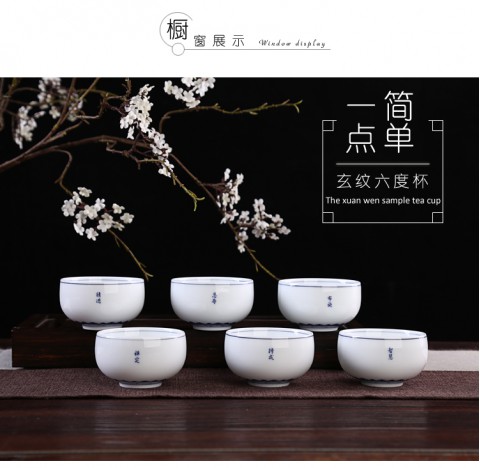 橱窗展示 Window display
简单
一点
玄纹六度杯
The xuan wen sample tea cup
精进
忍辱
布施
禅定
持戒
智慧